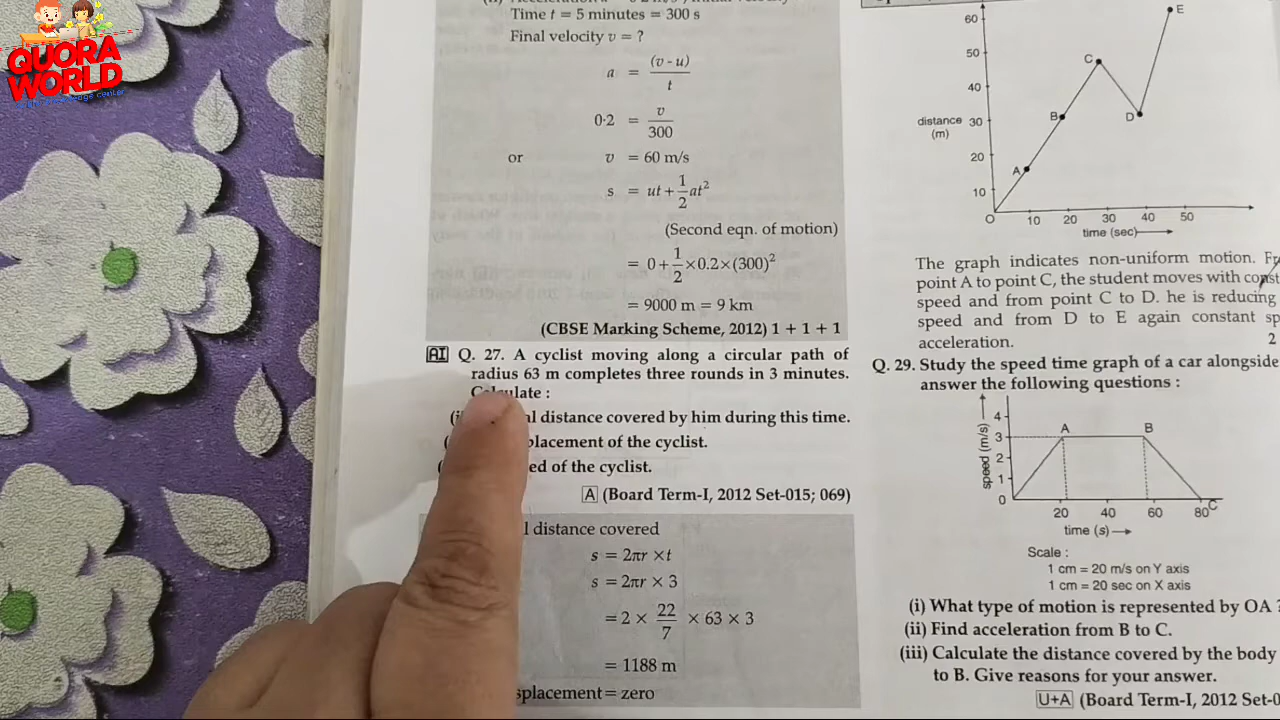 QUORA
WORLD
Time t = 5 minutes = 300 s
Final velocity v = ?
a = (v - u) / t
0·2 = v / 300
or v = 60 m/s
s = ut + 1/2 at²
(Second eqn. of motion)
= 0 + 1/2 × 0.2 × (300)²
= 9000 m = 9 km
(CBSE Marking Scheme, 2012) 1 + 1 + 1
AI Q. 27. A cyclist moving along a circular path of
radius 63 m completes three rounds in 3 minutes.
Calculate :
distance covered by him during this time.
of the cyclist.
of the cyclist.
A (Board Term-I, 2012 Set-015; 069)
distance covered
s = 2πr × t
s = 2πr × 3
= 2 × 22/7 × 63 × 3
= 1188 m
= zero
60
50
40
30
20
10
distance
(m)
O 10 20 30 40 50
time (sec)
A
B
C
D
E
The graph indicates non-uniform motion.
point A to point C, the student moves with
speed and from point C to D. he is reducing
speed and from D to E again constant
acceleration.
2
Q. 29. Study the speed time graph of a car alongside
answer the following questions :
4
3
2
1
0
speed (m/s)
A
B
C
20 40 60 80
time (s)
Scale :
1 cm = 20 m/s on Y axis
1 cm = 20 sec on X axis
(i) What type of motion is represented by OA ?
(ii) Find acceleration from B to C.
(iii) Calculate the distance covered by the body
to B. Give reasons for your answer.
U+A (Board Term-I, 2012